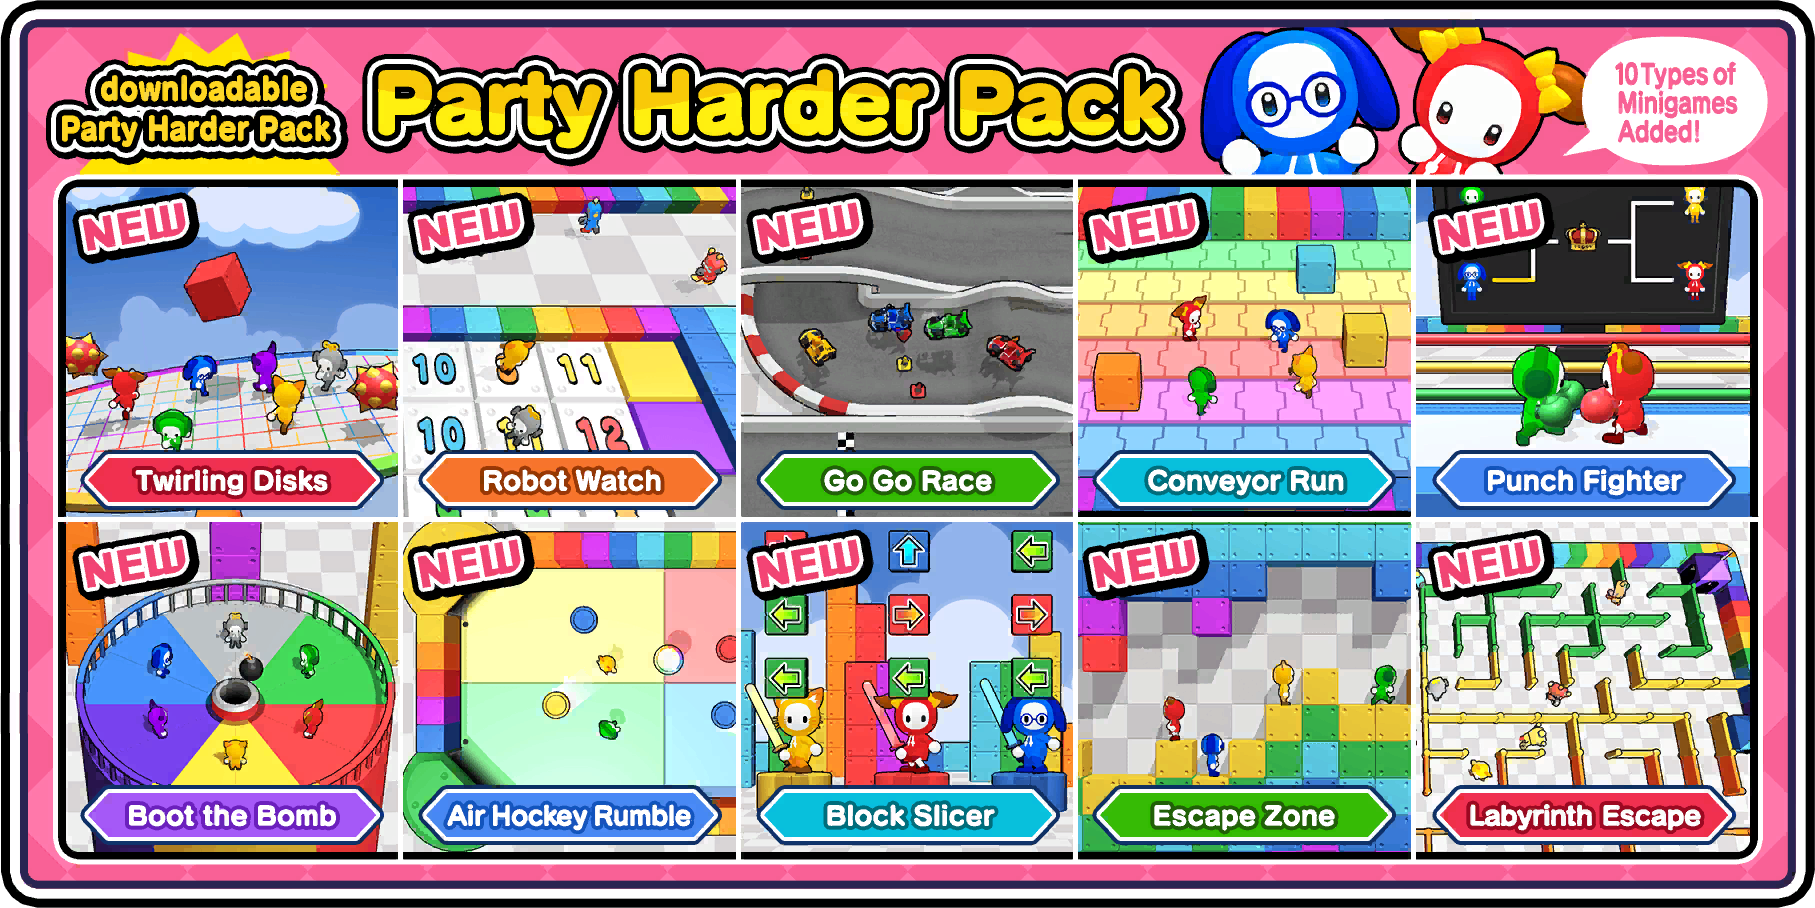 downloadable
Party Harder Pack
Party Harder Pack
10 Types of
Minigames
Added!
NEW
NEW
NEW
NEW
NEW
10
11
10
12
Twirling Disks
Robot Watch
Go Go Race
Conveyor Run
Punch Fighter
NEW
NEW
NEW
NEW
NEW
Boot the Bomb
Air Hockey Rumble
Block Slicer
Escape Zone
Labyrinth Escape